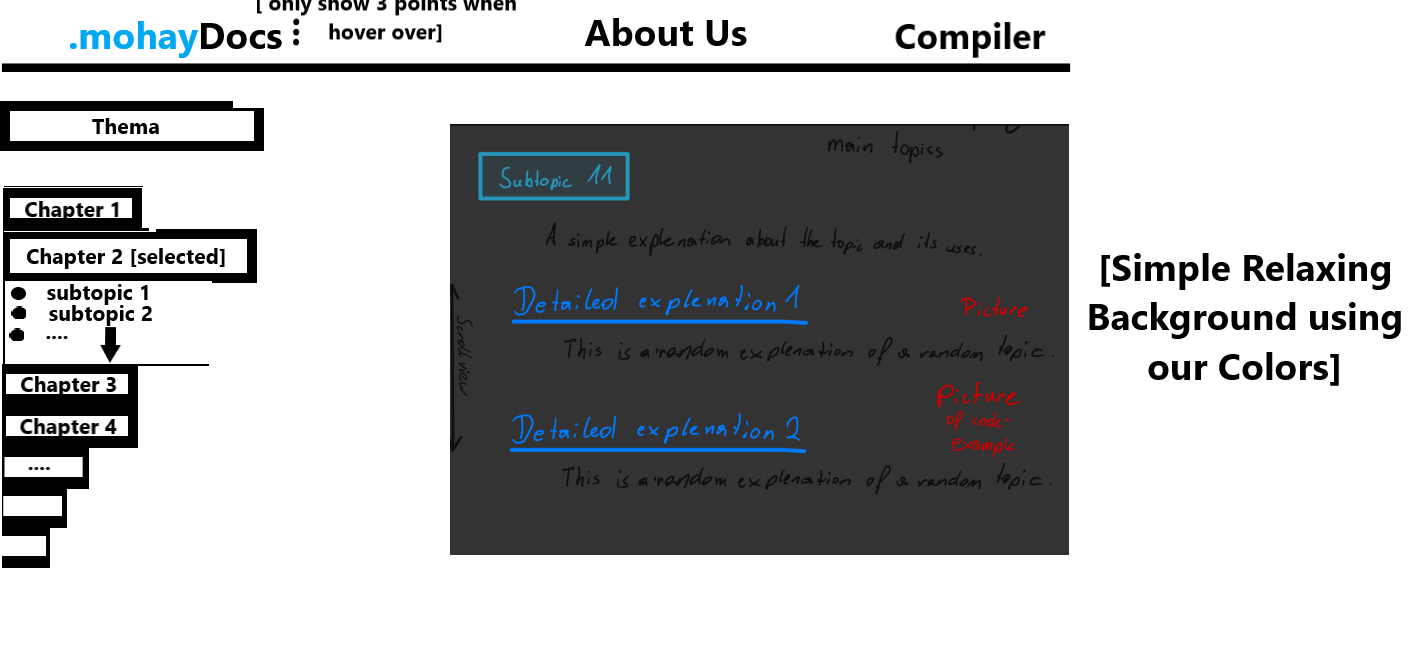 [ only show 3 points when
hover over]
.mohayDocs
About Us
Compiler
Thema
Chapter 1
Chapter 2 [selected]
subtopic 1
subtopic 2
....
Chapter 3
Chapter 4
....
main topics
Subtopic 11
A simple explenation about the topic and its uses.
Detailed explenation 1
Picture
This is a random explenation of a random topic.
Scroll view
Detailed explenation 2
Picture
of code-
example
This is a random explenation of a random topic.
[Simple Relaxing
Background using
our Colors]